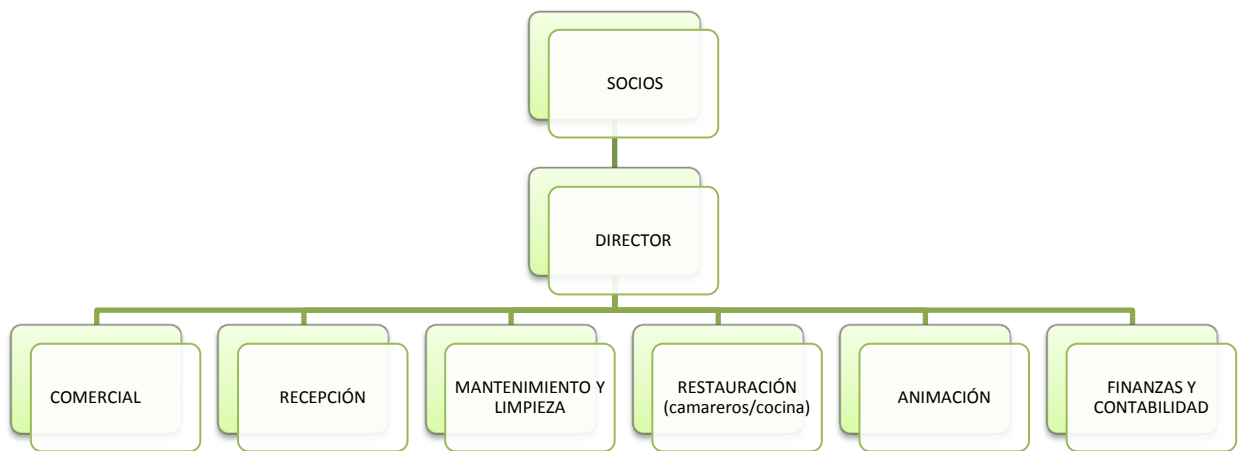 SOCIOS
DIRECTOR
COMERCIAL
RECEPCIÓN
MANTENIMIENTO Y
LIMPIEZA
RESTAURACIÓN
(camareros/cocina)
ANIMACIÓN
FINANZAS Y
CONTABILIDAD